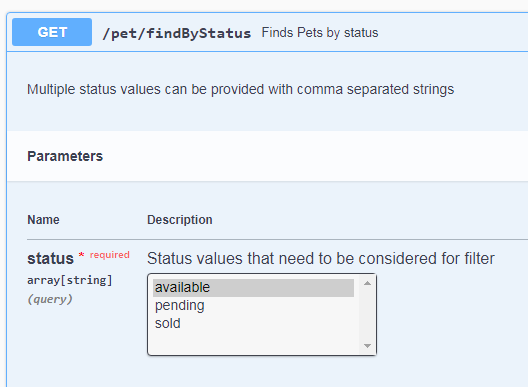 GET /pet/findByStatus Finds Pets by status
Multiple status values can be provided with comma separated strings
Parameters
Name Description
status * required Status values that need to be considered for filter
array[string]
(query)
available
pending
sold